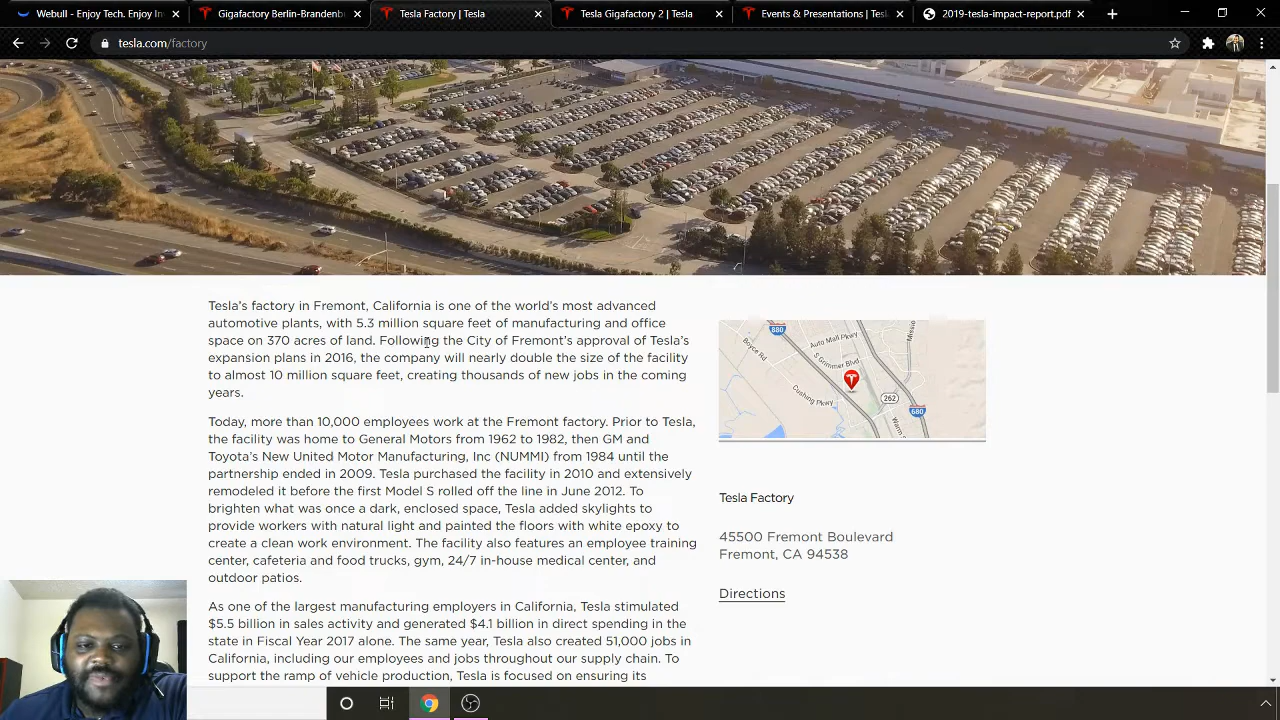 Webull - Enjoy Tech. Enjoy In
Gigafactory Berlin-Brandenbu
Tesla Factory | Tesla
Tesla Gigafactory 2 | Tesla
Events & Presentations | Tesla
2019-tesla-impact-report.pdf
tesla.com/factory
Tesla's factory in Fremont, California is one of the world's most advanced
automotive plants, with 5.3 million square feet of manufacturing and office
space on 370 acres of land. Following the City of Fremont's approval of Tesla's
expansion plans in 2016, the company will nearly double the size of the facility
to almost 10 million square feet, creating thousands of new jobs in the coming
years.
Today, more than 10,000 employees work at the Fremont factory. Prior to Tesla,
the facility was home to General Motors from 1962 to 1982, then GM and
Toyota's New United Motor Manufacturing, Inc (NUMMI) from 1984 until the
partnership ended in 2009. Tesla purchased the facility in 2010 and extensively
remodeled it before the first Model S rolled off the line in June 2012. To
brighten what was once a dark, enclosed space, Tesla added skylights to
provide workers with natural light and painted the floors with white epoxy to
create a clean work environment. The facility also features an employee training
center, cafeteria and food trucks, gym, 24/7 in-house medical center, and
outdoor patios.
As one of the largest manufacturing employers in California, Tesla stimulated
$5.5 billion in sales activity and generated $4.1 billion in direct spending in the
state in Fiscal Year 2017 alone. The same year, Tesla also created 51,000 jobs in
California, including our employees and jobs throughout our supply chain. To
support the ramp of vehicle production, Tesla is focused on ensuring its
880
Auto Mall Pkwy
Boyce Rd
S Grimmer Blvd
Cushing Pkwy
262
680
Tesla Factory
45500 Fremont Boulevard
Fremont, CA 94538
Directions